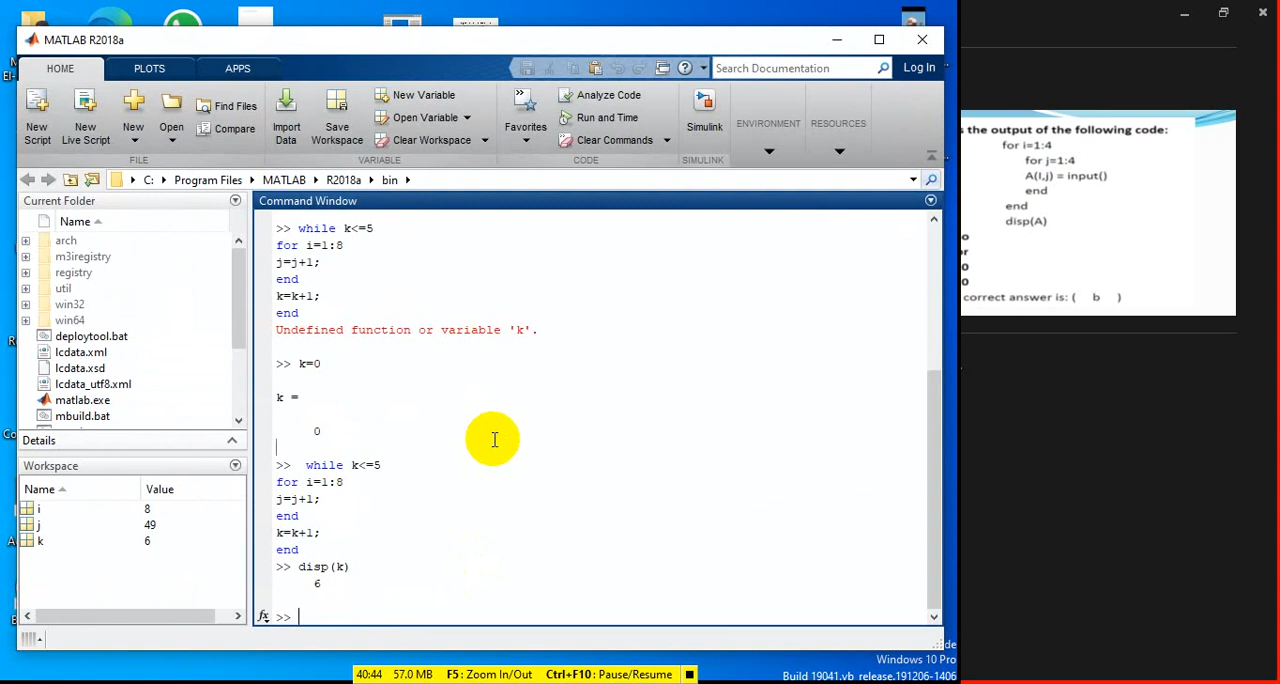 MATLAB R2018a
HOME PLOTS APPS
Search Documentation
Log In
New Script
New Live Script
New
Open
Find Files
Compare
FILE
Import Data
Save Workspace
New Variable
Open Variable
Clear Workspace
VARIABLE
Favorites
Analyze Code
Run and Time
Clear Commands
CODE
Simulink
SIMULINK
ENVIRONMENT
RESOURCES
C: Program Files MATLAB R2018a bin
Current Folder
Name
arch
m3iregistry
registry
util
win32
win64
deploytool.bat
lcdata.xml
lcdata.xsd
lcdata_utf8.xml
matlab.exe
mbuild.bat
Details
Workspace
Name Value
i 8
j 49
k 6
Command Window
>> while k<=5
for i=1:8
j=j+1;
end
k=k+1;
end
Undefined function or variable 'k'.
>> k=0
k =
0
>> while k<=5
for i=1:8
j=j+1;
end
k=k+1;
end
>> disp(k)
6
fx >>
s the output of the following code:
for i=1:4
for j=1:4
A(I,j) = input()
end
end
disp(A)
o
or
0
0
correct answer is: ( b )
Windows 10 Pro
Build 19041.vb_release.191206-1406
40:44 57.0 MB F5: Zoom In/Out Ctrl+F10: Pause/Resume